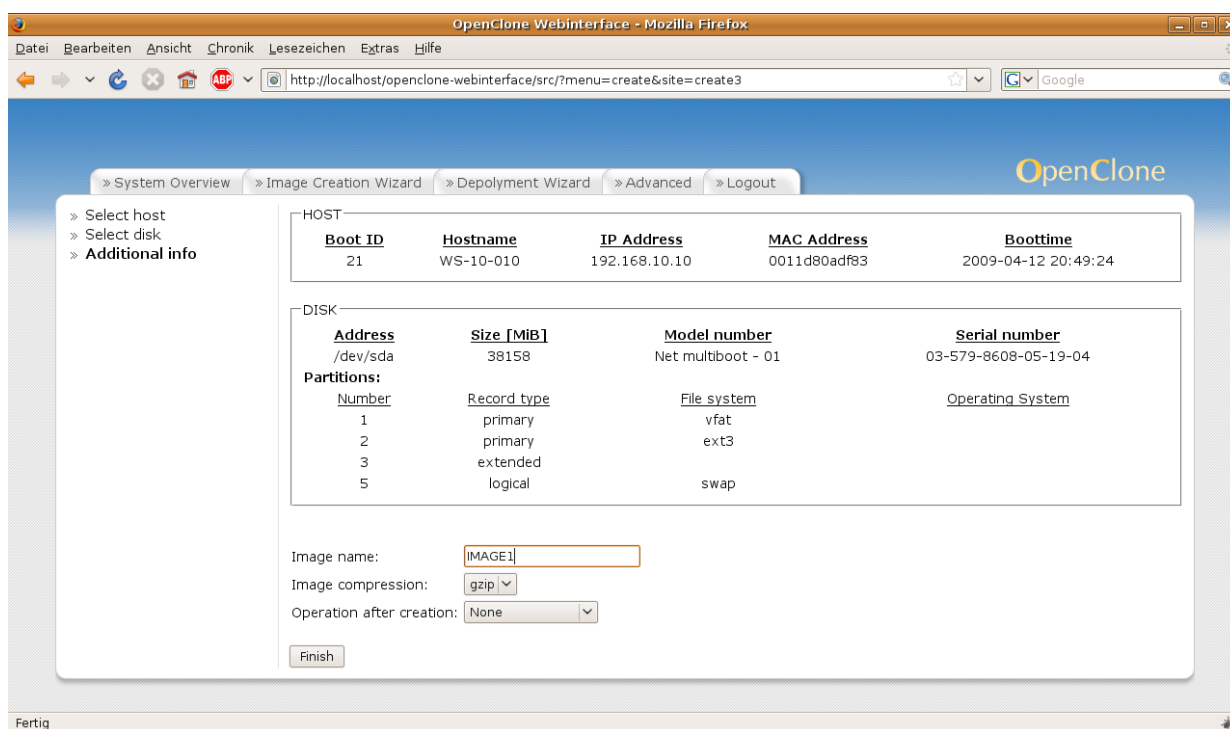 OpenClone Webinterface - Mozilla Firefox
Datei Bearbeiten Ansicht Chronik Lesezeichen Extras Hilfe
ABP http://localhost/openclone-webinterface/src/?menu=create&site=create3 G Google
OpenClone
» System Overview » Image Creation Wizard » Depolyment Wizard » Advanced » Logout
» Select host
» Select disk
» Additional info
HOST
Boot ID Hostname IP Address MAC Address Boottime
21 WS-10-010 192.168.10.10 0011d80adf83 2009-04-12 20:49:24
DISK
Address Size [MiB] Model number Serial number
/dev/sda 38158 Net multiboot - 01 03-579-8608-05-19-04
Partitions:
Number Record type File system Operating System
1 primary vfat
2 primary ext3
3 extended
5 logical swap
Image name: IMAGE1
Image compression: gzip
Operation after creation: None
Finish
Fertig